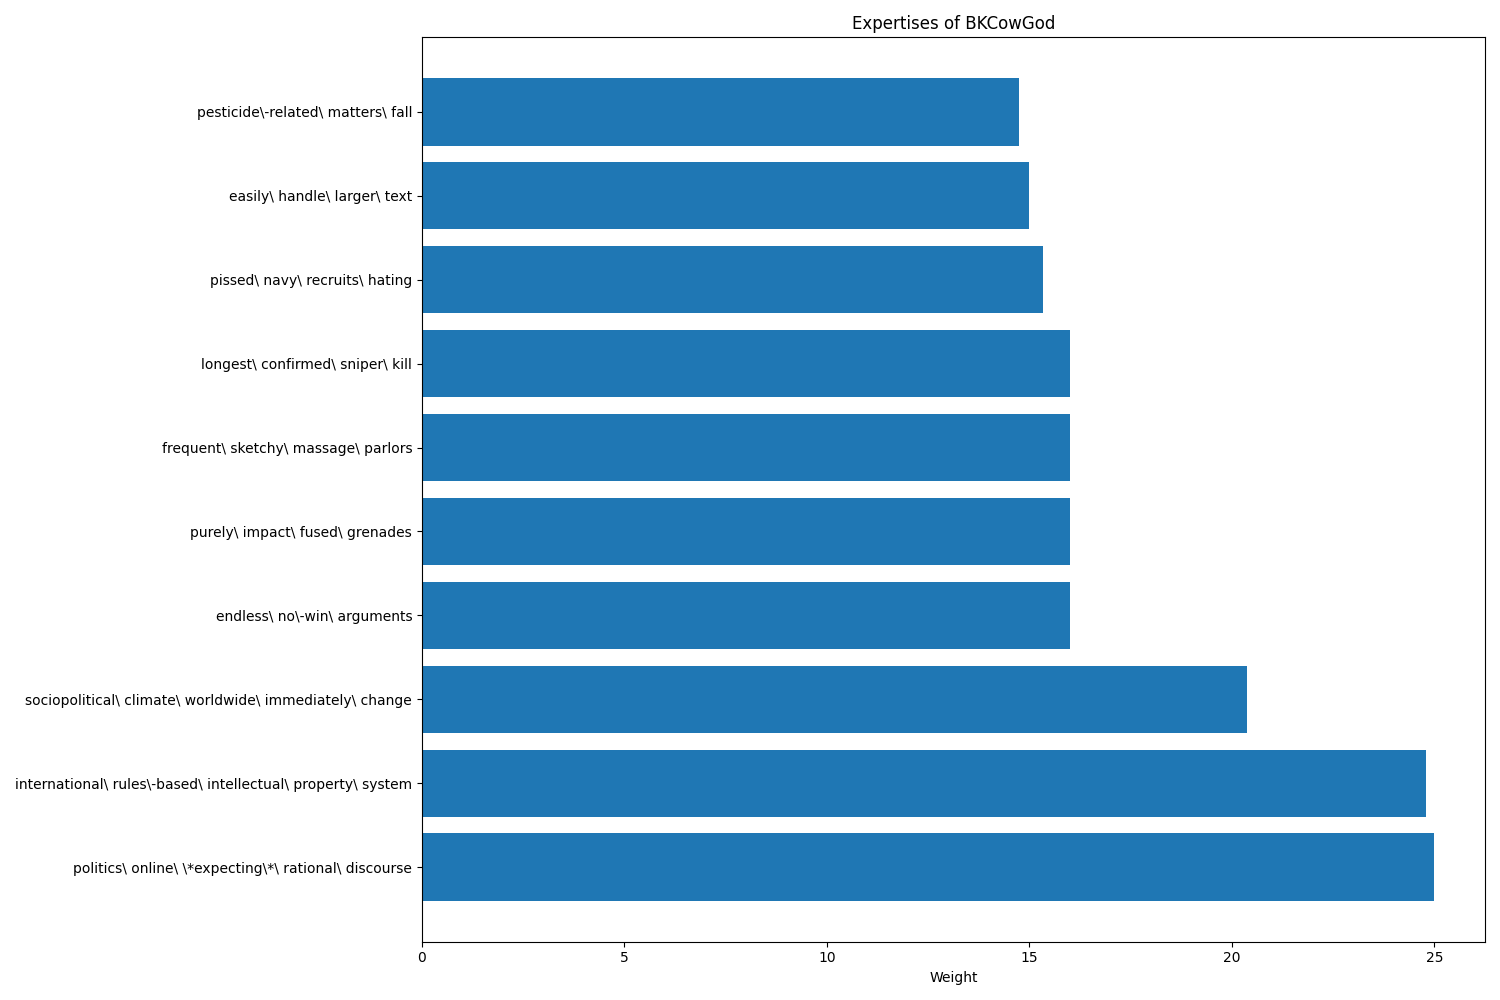 Expertises of BKCowGod
pesticide\-related\ matters\ fall
easily\ handle\ larger\ text
pissed\ navy\ recruits\ hating
longest\ confirmed\ sniper\ kill
frequent\ sketchy\ massage\ parlors
purely\ impact\ fused\ grenades
endless\ no\-win\ arguments
sociopolitical\ climate\ worldwide\ immediately\ change
international\ rules\-based\ intellectual\ property\ system
politics\ online\ \*expecting\*\ rational\ discourse
0 5 10 15 20 25
Weight